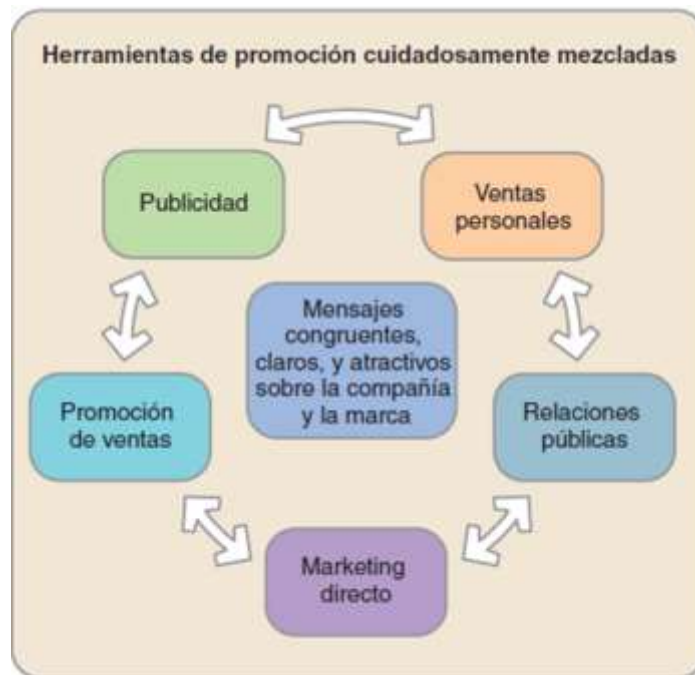 Herramientas de promoción cuidadosamente mezcladas
Publicidad
Ventas
personales
Mensajes
congruentes,
claros, y atractivos
sobre la compañía
y la marca
Promoción
de ventas
Relaciones
públicas
Marketing
directo